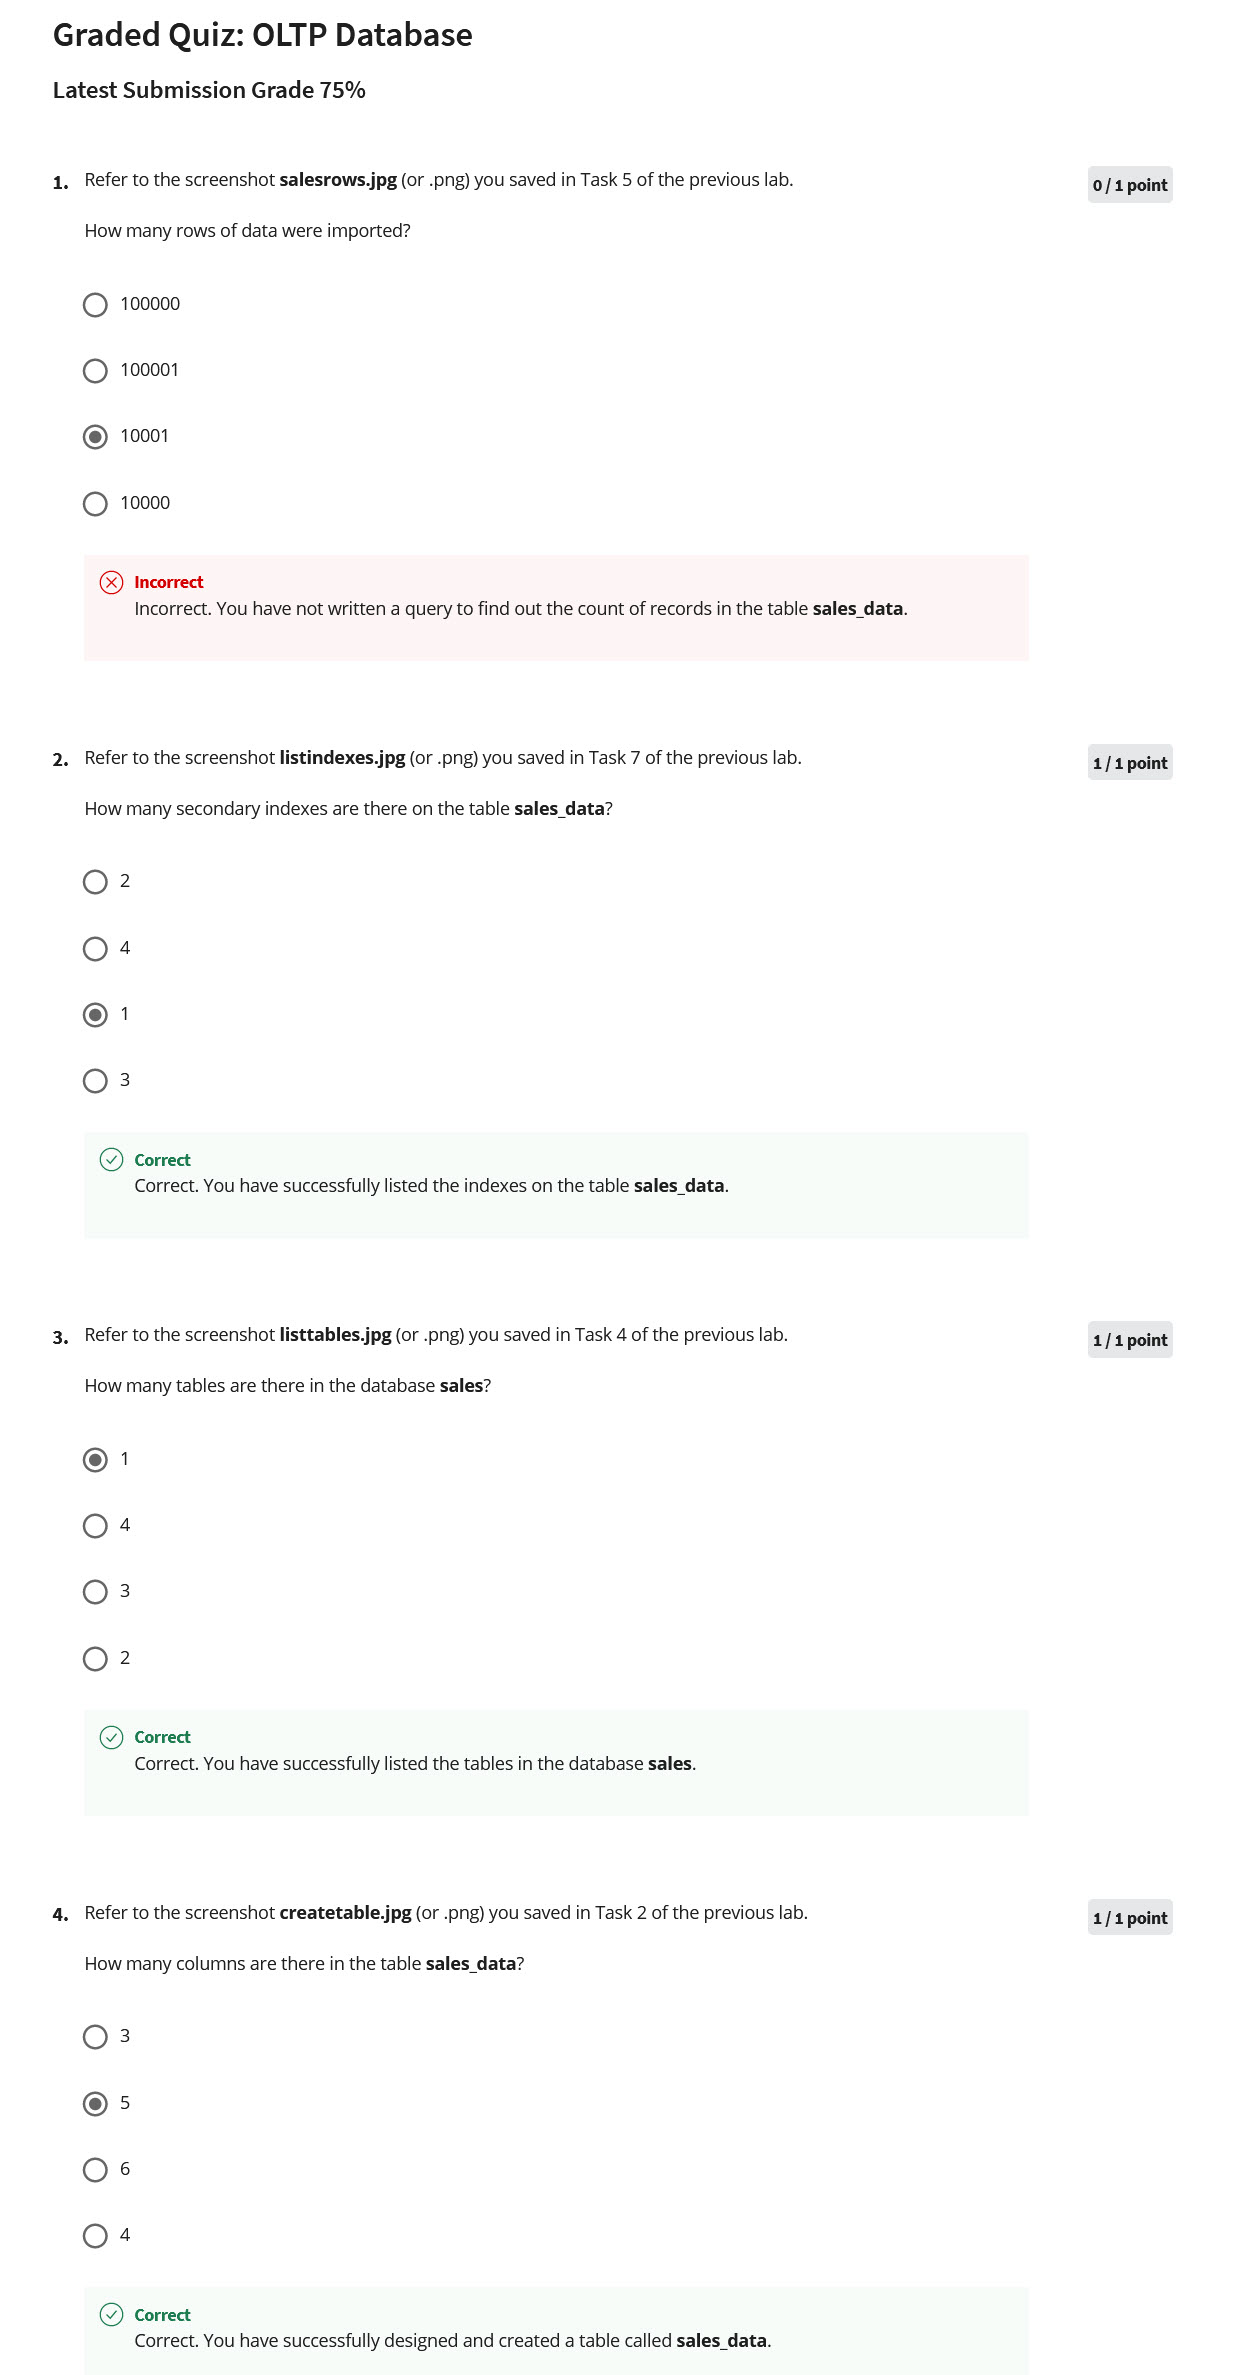 Graded Quiz: OLTP Database
Latest Submission Grade 75%
1. Refer to the screenshot salesrows.jpg (or .png) you saved in Task 5 of the previous lab.
0 / 1 point
How many rows of data were imported?
100000
100001
10001
10000
Incorrect
Incorrect. You have not written a query to find out the count of records in the table sales_data.
2. Refer to the screenshot listindexes.jpg (or .png) you saved in Task 7 of the previous lab.
1 / 1 point
How many secondary indexes are there on the table sales_data?
2
4
1
3
Correct
Correct. You have successfully listed the indexes on the table sales_data.
3. Refer to the screenshot listtables.jpg (or .png) you saved in Task 4 of the previous lab.
1 / 1 point
How many tables are there in the database sales?
1
4
3
2
Correct
Correct. You have successfully listed the tables in the database sales.
4. Refer to the screenshot createtable.jpg (or .png) you saved in Task 2 of the previous lab.
1 / 1 point
How many columns are there in the table sales_data?
3
5
6
4
Correct
Correct. You have successfully designed and created a table called sales_data.